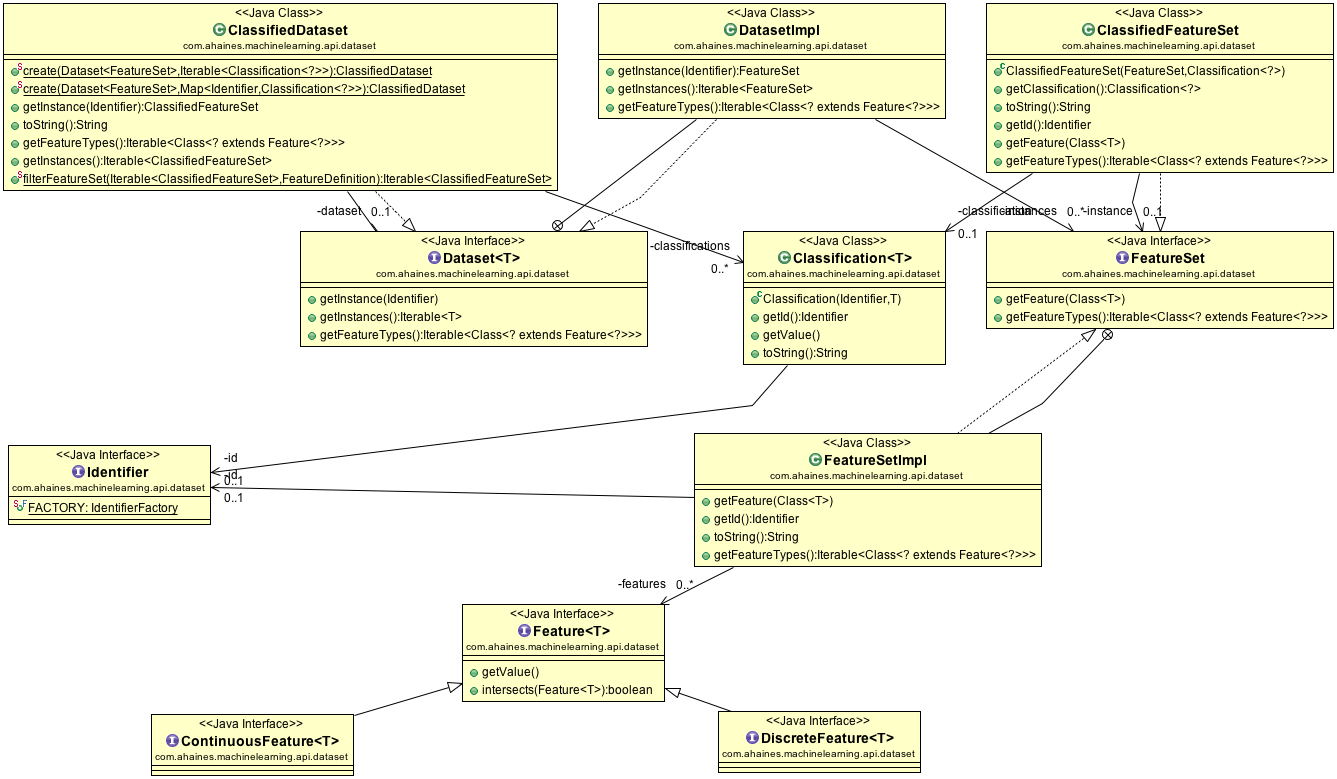 <<Java Class>>
ClassifiedDataset
com.ahaines.machinelearning.api.dataset
create(Dataset<FeatureSet>,Iterable<Classification<?>>):ClassifiedDataset
create(Dataset<FeatureSet>,Map<Identifier,Classification<?>>):ClassifiedDataset
getInstance(Identifier):ClassifiedFeatureSet
toString():String
getFeatureTypes():Iterable<Class<? extends Feature<?>>>
getInstances():Iterable<ClassifiedFeatureSet>
filterFeatureSet(Iterable<ClassifiedFeatureSet>,FeatureDefinition):Iterable<ClassifiedFeatureSet>
<<Java Class>>
DatasetImpl
com.ahaines.machinelearning.api.dataset
getInstance(Identifier):FeatureSet
getInstances():Iterable<FeatureSet>
getFeatureTypes():Iterable<Class<? extends Feature<?>>>
<<Java Class>>
ClassifiedFeatureSet
com.ahaines.machinelearning.api.dataset
ClassifiedFeatureSet(FeatureSet,Classification<?>)
getClassification():Classification<?>
toString():String
getId():Identifier
getFeature(Class<T>)
getFeatureTypes():Iterable<Class<? extends Feature<?>>>
-dataset
0..1
-classifications
0..*
-classification
0..1
-instances
0..*
-instance
0..1
<<Java Interface>>
Dataset<T>
com.ahaines.machinelearning.api.dataset
getInstance(Identifier)
getInstances():Iterable<T>
getFeatureTypes():Iterable<Class<? extends Feature<?>>>
<<Java Class>>
Classification<T>
com.ahaines.machinelearning.api.dataset
Classification(Identifier,T)
getId():Identifier
getValue()
toString():String
<<Java Interface>>
FeatureSet
com.ahaines.machinelearning.api.dataset
getFeature(Class<T>)
getFeatureTypes():Iterable<Class<? extends Feature<?>>>
<<Java Interface>>
Identifier
com.ahaines.machinelearning.api.dataset
FACTORY: IdentifierFactory
-id
0..1
-id
0..1
<<Java Class>>
FeatureSetImpl
com.ahaines.machinelearning.api.dataset
getFeature(Class<T>)
getId():Identifier
toString():String
getFeatureTypes():Iterable<Class<? extends Feature<?>>>
-features
0..*
<<Java Interface>>
Feature<T>
com.ahaines.machinelearning.api.dataset
getValue()
intersects(Feature<T>):boolean
<<Java Interface>>
ContinuousFeature<T>
com.ahaines.machinelearning.api.dataset
<<Java Interface>>
DiscreteFeature<T>
com.ahaines.machinelearning.api.dataset